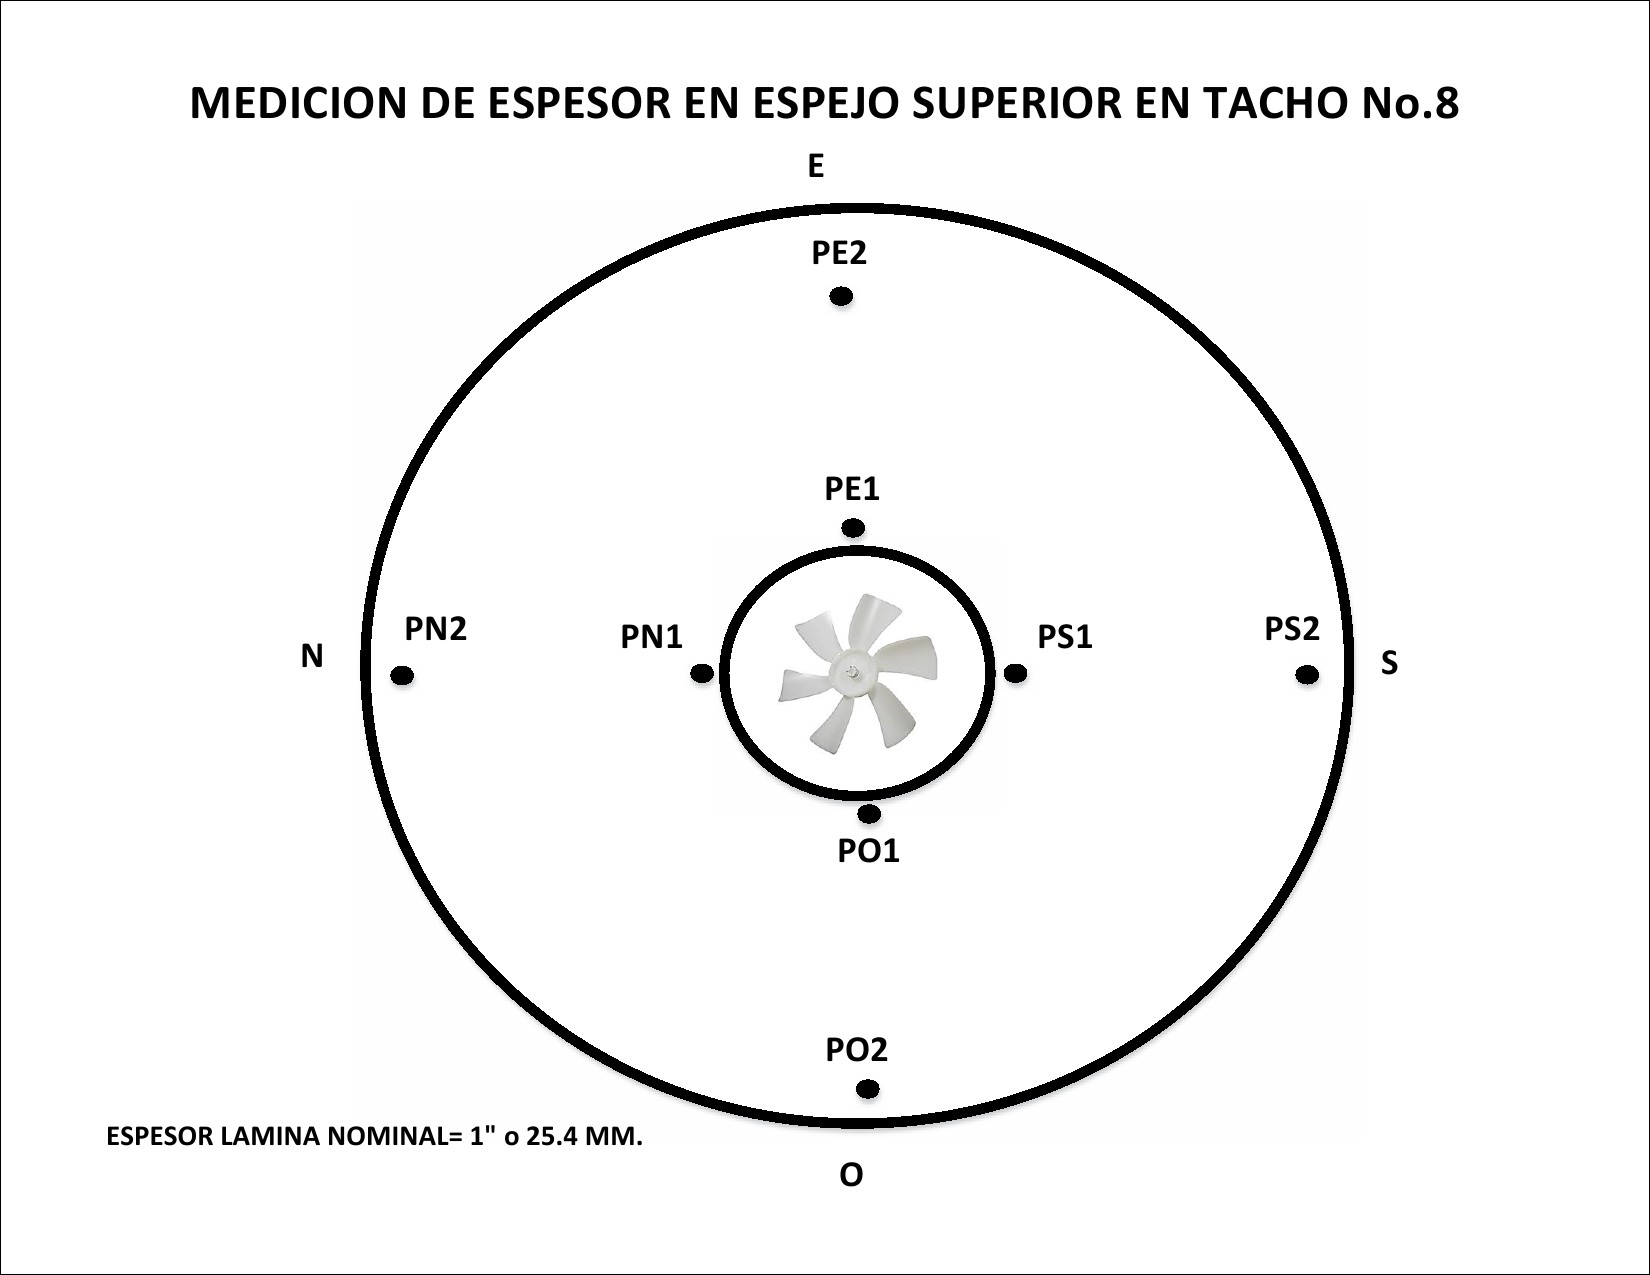 MEDICION DE ESPESOR EN ESPEJO SUPERIOR EN TACHO No.8
E
PE2
PE1
PN2
PN1
PS1
PS2
N
S
PO1
PO2
ESPESOR LAMINA NOMINAL= 1" o 25.4 MM.
O